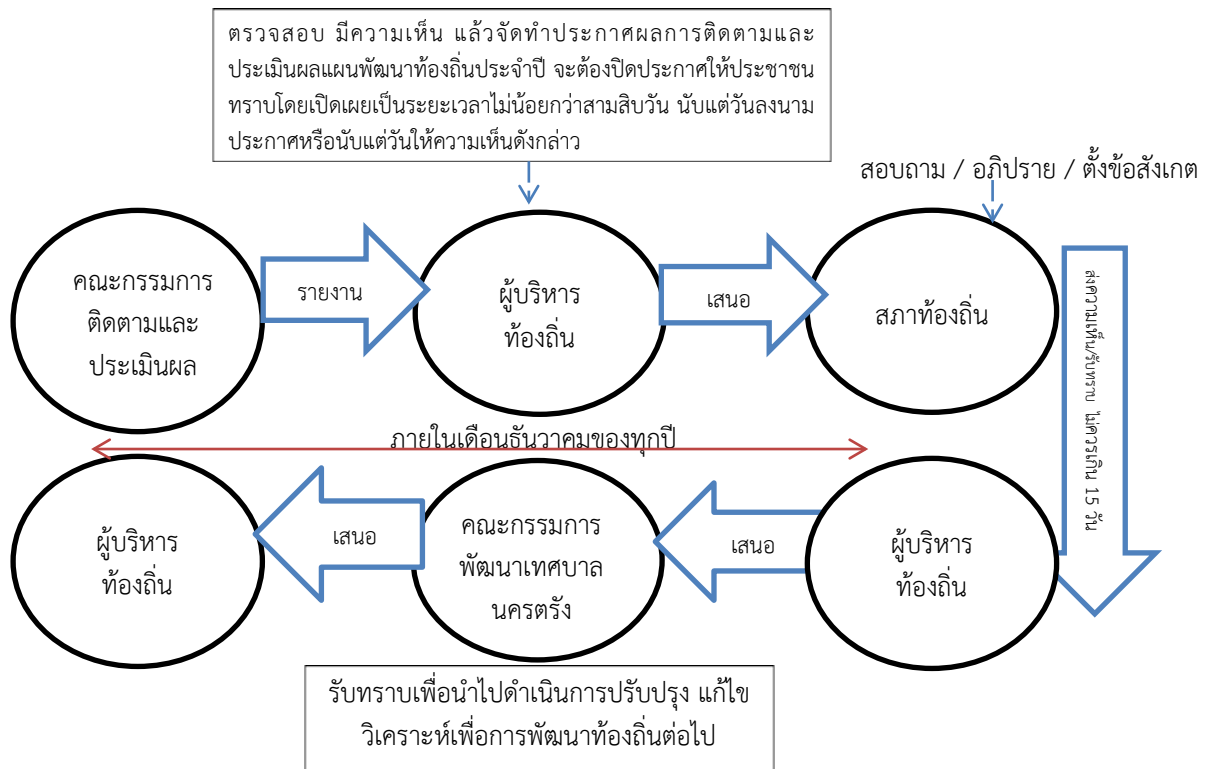 ตรวจสอบ มีความเห็น แล้วจัดทำประกาศผลการติดตามและ
ประเมินผลแผนพัฒนาท้องถิ่นประจำปี จะต้องปิดประกาศให้ประชาชน
ทราบโดยเปิดเผยเป็นระยะเวลาไม่น้อยกว่าสามสิบวัน นับแต่วันลงนาม
ประกาศหรือนับแต่วันให้ความเห็นดังกล่าว
สอบถาม / อภิปราย / ตั้งข้อสังเกต
คณะกรรมการ
ติดตามและ
ประเมินผล
รายงาน
ผู้บริหาร
ท้องถิ่น
เสนอ
สภาท้องถิ่น
ส่งความเห็น/รับทราบ ไม่ควรเกิน 15 วัน
ภายในเดือนธันวาคมของทุกปี
ผู้บริหาร
ท้องถิ่น
เสนอ
คณะกรรมการ
พัฒนาเทศบาล
นครตรัง
เสนอ
ผู้บริหาร
ท้องถิ่น
รับทราบเพื่อนำไปดำเนินการปรับปรุง แก้ไข
วิเคราะห์เพื่อการพัฒนาท้องถิ่นต่อไป